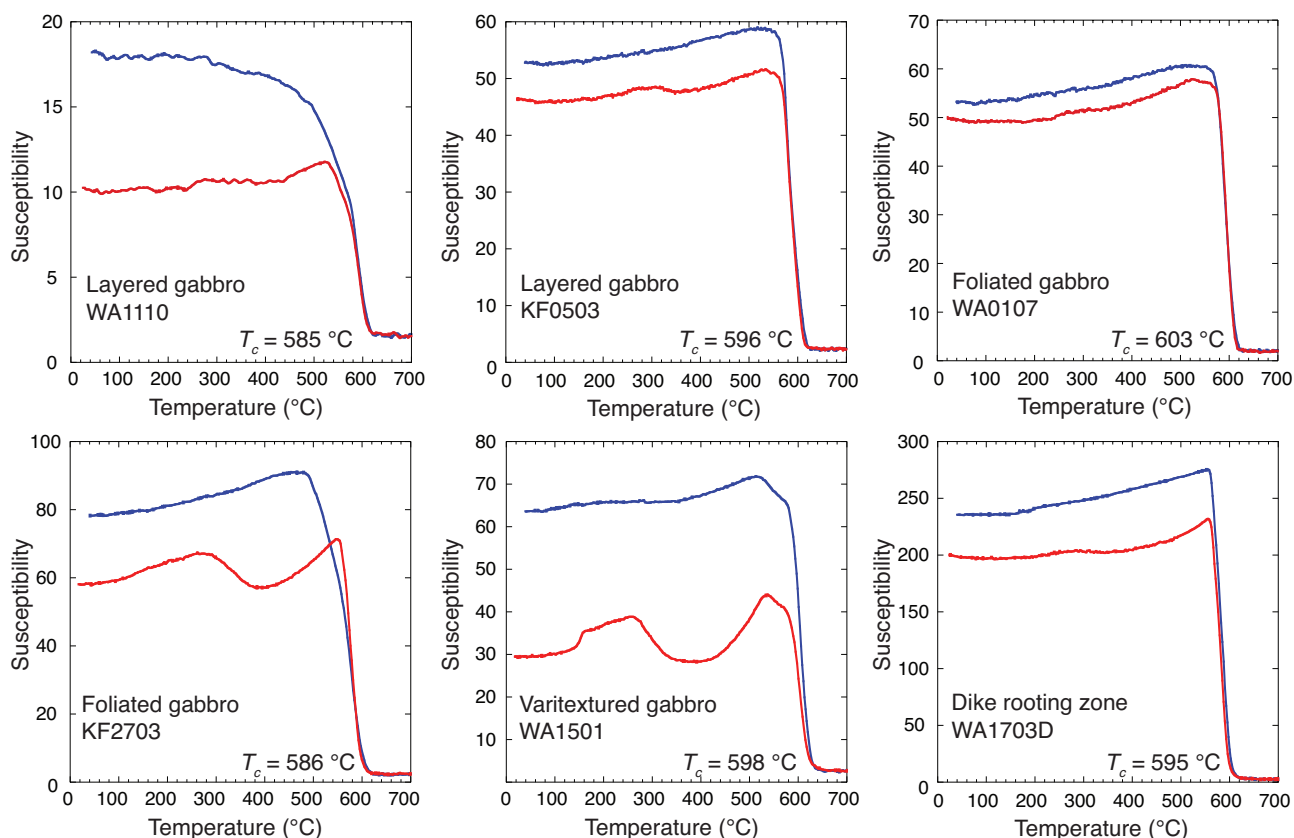 20
15
10
5
0
Susceptibility
Layered gabbro
WA1110
T_c = 585 °C
0 100 200 300 400 500 600 700
Temperature (°C)
60
50
40
30
20
10
0
Susceptibility
Layered gabbro
KF0503
T_c = 596 °C
0 100 200 300 400 500 600 700
Temperature (°C)
70
60
50
40
30
20
10
0
Susceptibility
Foliated gabbro
WA0107
T_c = 603 °C
0 100 200 300 400 500 600 700
Temperature (°C)
100
80
60
40
20
0
Susceptibility
Foliated gabbro
KF2703
T_c = 586 °C
0 100 200 300 400 500 600 700
Temperature (°C)
80
70
60
50
40
30
20
10
Susceptibility
Varitextured gabbro
WA1501
T_c = 598 °C
0 100 200 300 400 500 600 700
Temperature (°C)
300
250
200
150
100
50
0
Susceptibility
Dike rooting zone
WA1703D
T_c = 595 °C
0 100 200 300 400 500 600 700
Temperature (°C)